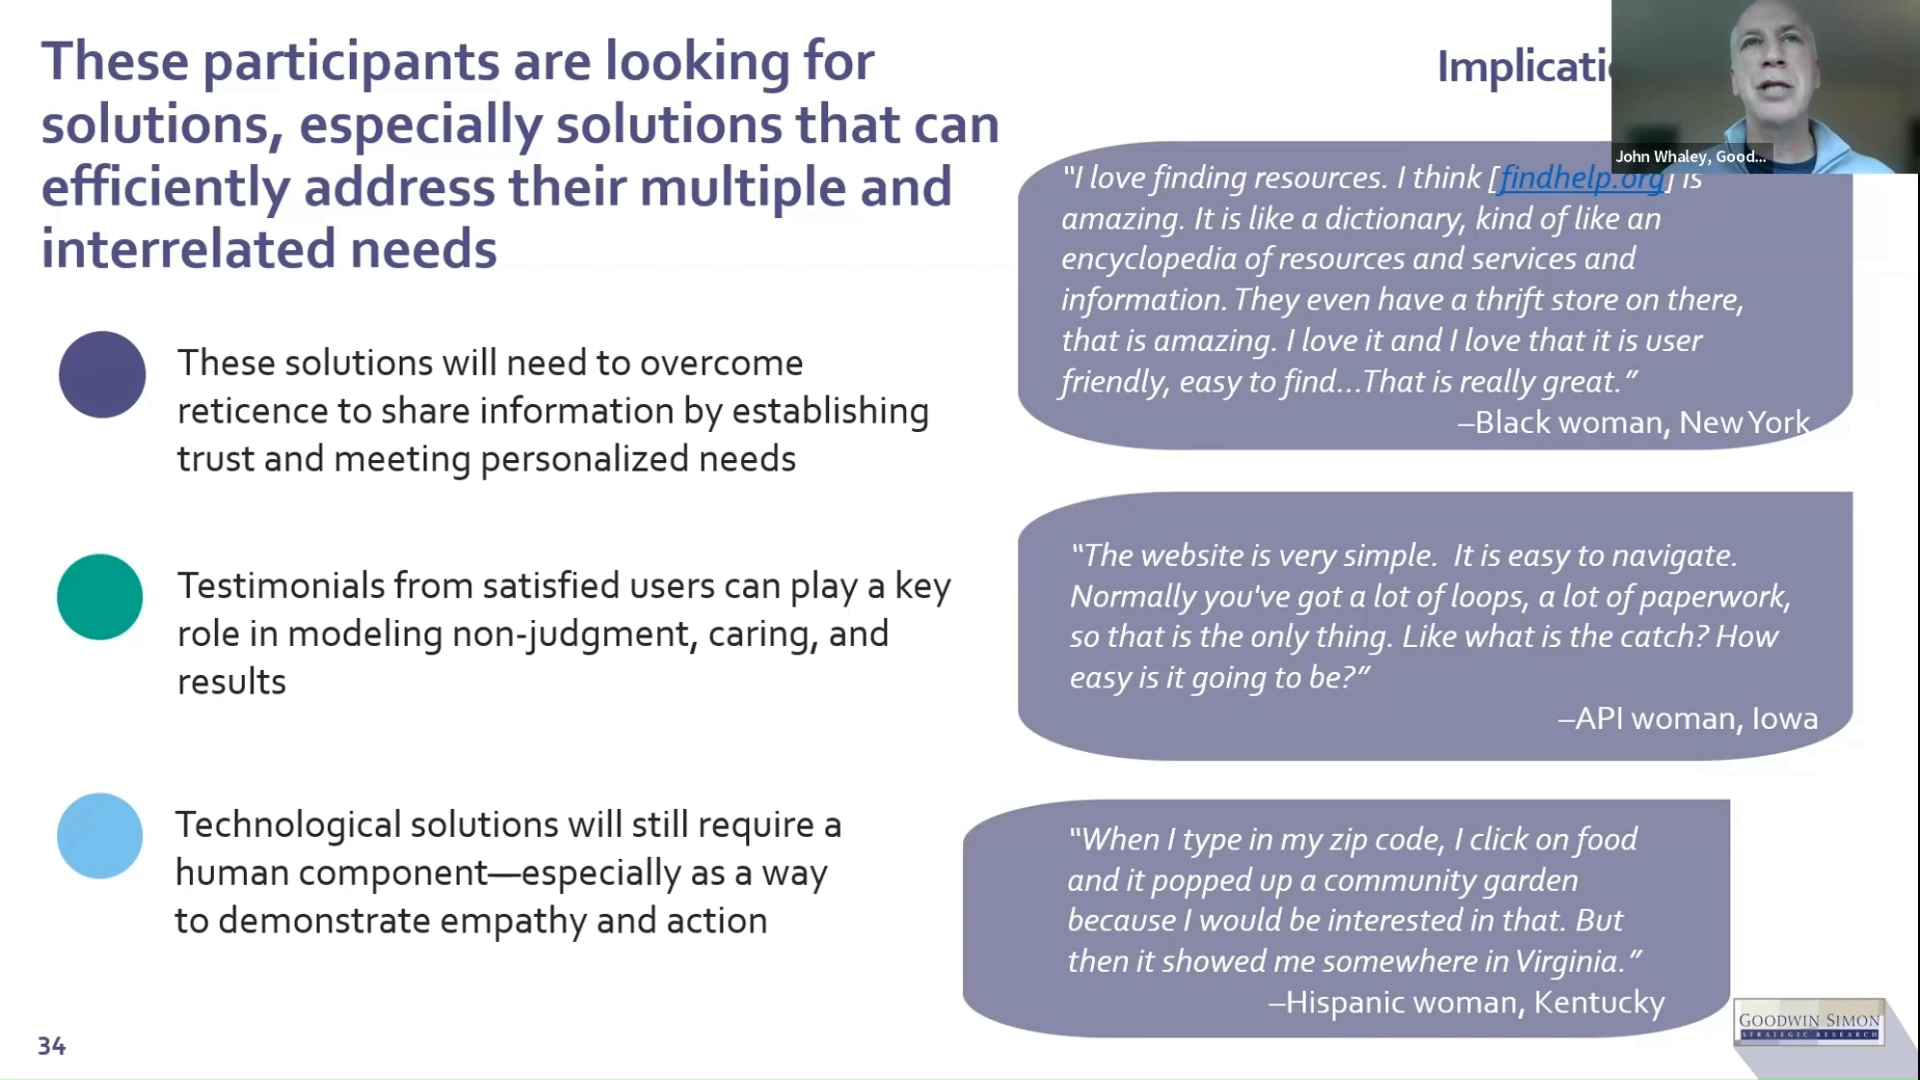 These participants are looking for
solutions, especially solutions that can
efficiently address their multiple and
interrelated needs
These solutions will need to overcome
reticence to share information by establishing
trust and meeting personalized needs
Testimonials from satisfied users can play a key
role in modeling non-judgment, caring, and
results
Technological solutions will still require a
human component—especially as a way
to demonstrate empathy and action
34
John Whaley, Good...
“I love finding resources. I think [findhelp.org] is
amazing. It is like a dictionary, kind of like an
encyclopedia of resources and services and
information. They even have a thrift store on there,
that is amazing. I love it and I love that it is user
friendly, easy to find...That is really great.”
–Black woman, New York
“The website is very simple.  It is easy to navigate.
Normally you've got a lot of loops, a lot of paperwork,
so that is the only thing. Like what is the catch? How
easy is it going to be?”
–API woman, Iowa
“When I type in my zip code, I click on food
and it popped up a community garden
because I would be interested in that. But
then it showed me somewhere in Virginia.”
–Hispanic woman, Kentucky
GOODWIN SIMON
STRATEGIC RESEARCH